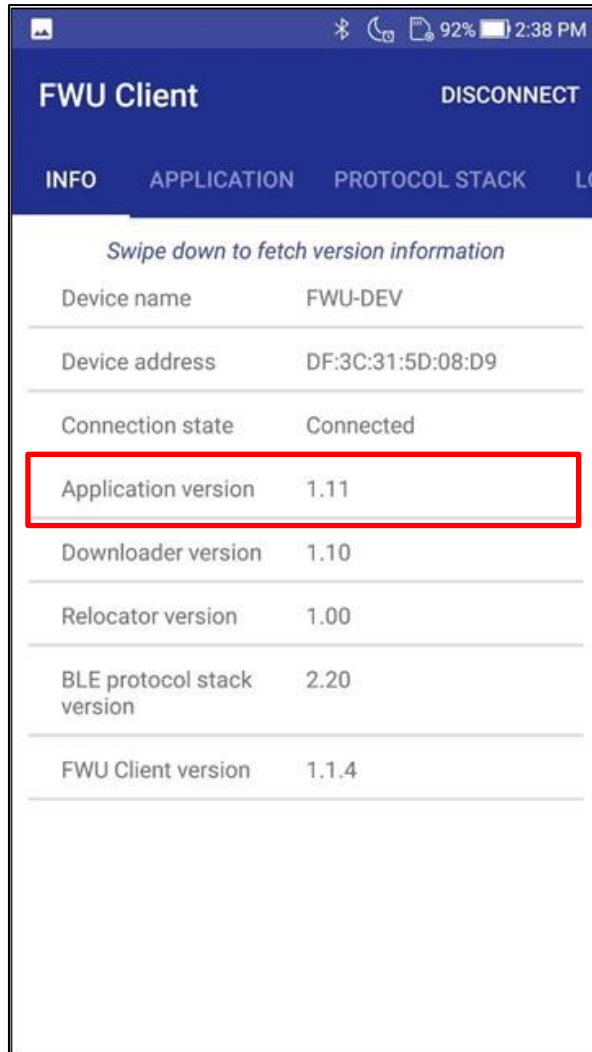 92% 2:38 PM
FWU Client DISCONNECT
INFO APPLICATION PROTOCOL STACK
Swipe down to fetch version information
Device name FWU-DEV
Device address DF:3C:31:5D:08:D9
Connection state Connected
Application version 1.11
Downloader version 1.10
Relocator version 1.00
BLE protocol stack 2.20
version
FWU Client version 1.1.4